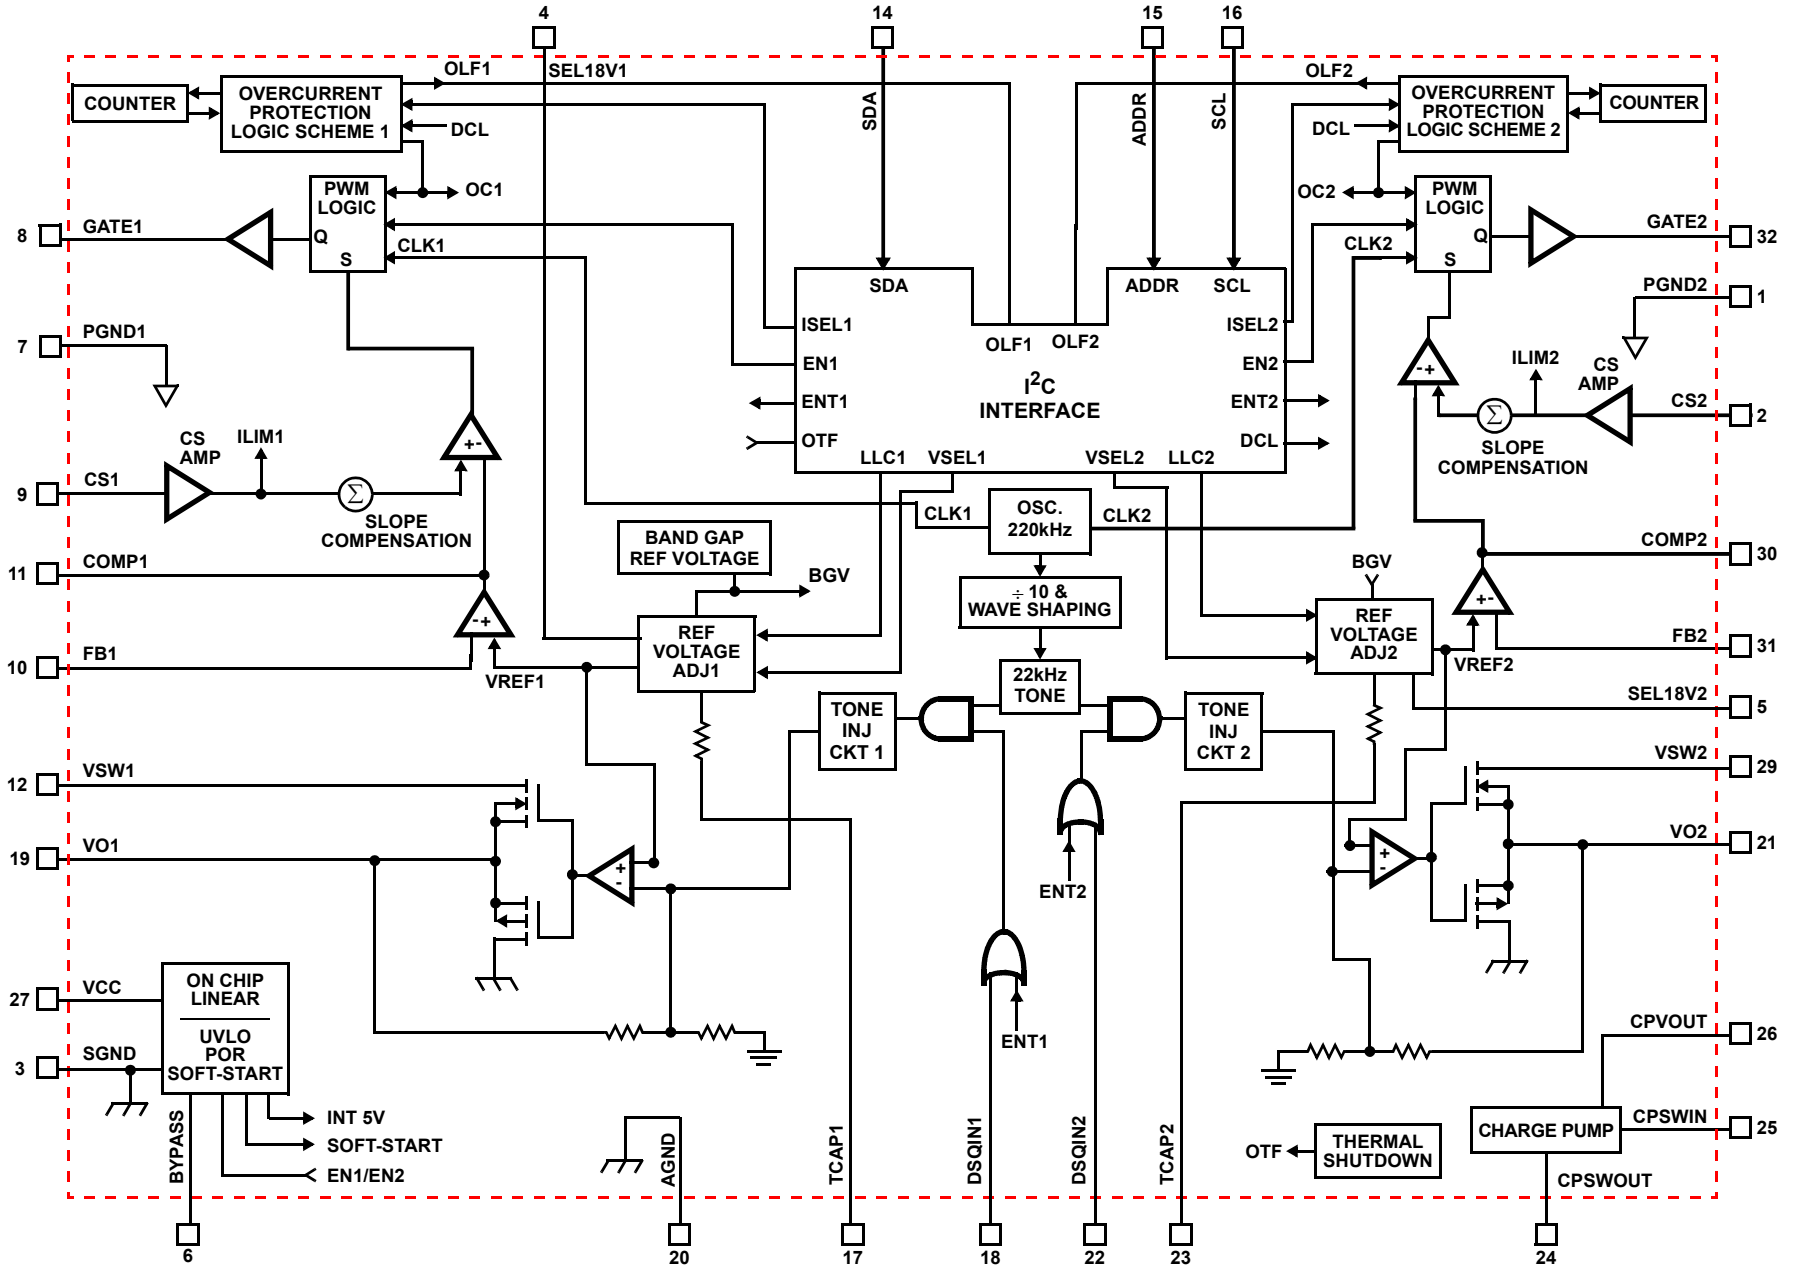 4
14
15
16
OLF1
SEL18V1
OLF2
COUNTER
OVERCURRENT
PROTECTION
LOGIC SCHEME 1
DCL
SDA
ADDR
SCL
DCL
OVERCURRENT
PROTECTION
LOGIC SCHEME 2
COUNTER
PWM
LOGIC
Q
S
OC1
CLK1
OC2
CLK2
PWM
LOGIC
Q
S
8
GATE1
GATE2
32
7
PGND1
PGND2
1
SDA
ADDR
SCL
ISEL1
OLF1
OLF2
ISEL2
EN1
I2C
INTERFACE
EN2
ENT1
ENT2
OTF
DCL
LLC1
VSEL1
VSEL2
LLC2
+-
-+
ILIM2
CS
AMP
CS2
2
Σ
SLOPE
COMPENSATION
CS
AMP
ILIM1
9
CS1
Σ
SLOPE
COMPENSATION
CLK1
OSC.
220kHz
CLK2
11
COMP1
COMP2
30
BAND GAP
REF VOLTAGE
BGV
BGV
÷ 10 &
WAVE SHAPING
-+
+-
REF
VOLTAGE
ADJ1
REF
VOLTAGE
ADJ2
10
FB1
VREF1
VREF2
FB2
31
22kHz
TONE
SEL18V2
5
TONE
INJ
CKT 1
TONE
INJ
CKT 2
12
VSW1
VSW2
29
19
VO1
+
-
+
-
VO2
21
ENT2
27
VCC
ON CHIP
LINEAR
UVLO
POR
SOFT-START
3
SGND
ENT1
CPVOUT
26
INT 5V
SOFT-START
EN1/EN2
BYPASS
AGND
TCAP1
DSQIN1
DSQIN2
TCAP2
OTF
THERMAL
SHUTDOWN
CHARGE PUMP
CPSWIN
25
CPSWOUT
6
20
17
18
22
23
24